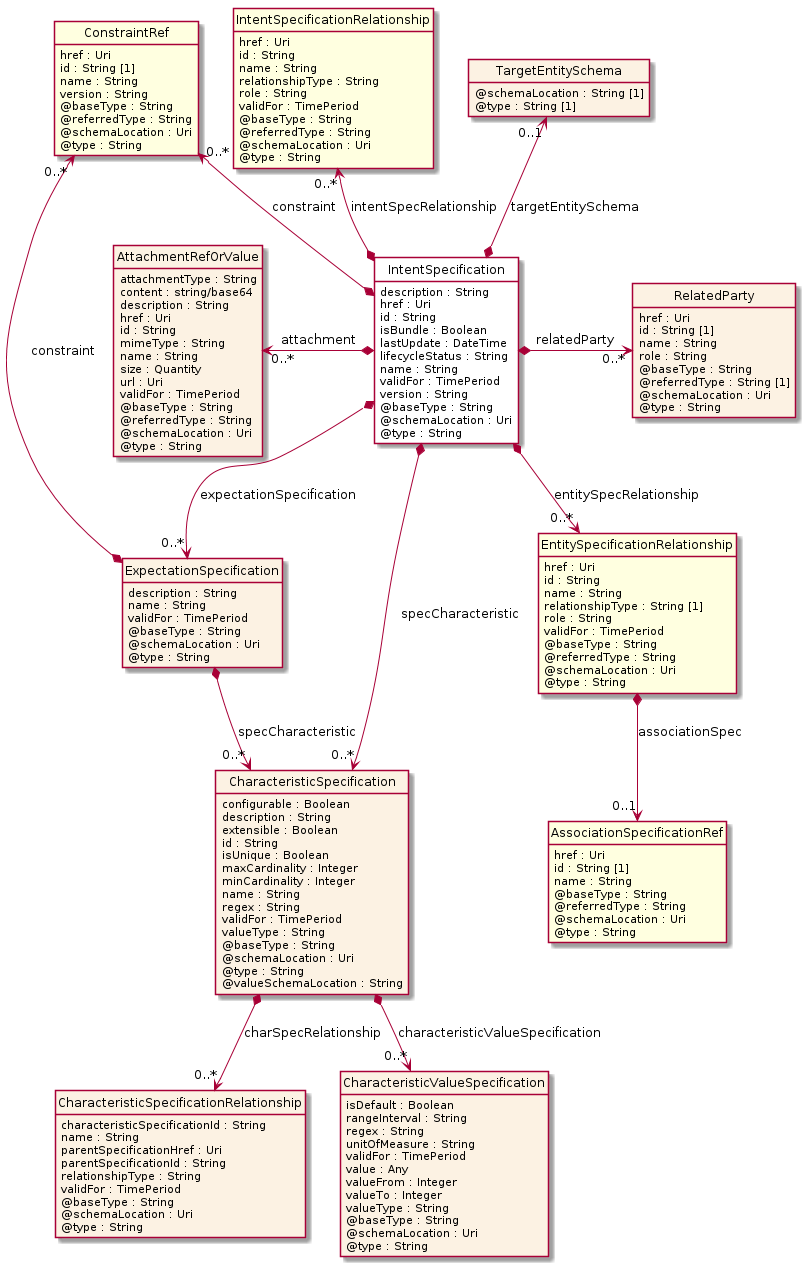 ConstraintRef
href : Uri
id : String [1]
name : String
version : String
@baseType : String
@referredType : String
@schemaLocation : Uri
@type : String
IntentSpecificationRelationship
href : Uri
id : String
name : String
relationshipType : String
role : String
validFor : TimePeriod
@baseType : String
@referredType : String
@schemaLocation : Uri
@type : String
TargetEntitySchema
@schemaLocation : String [1]
@type : String [1]
0..1
0..*
0..*
0..*
constraint
intentSpecRelationship
targetEntitySchema
AttachmentRefOrValue
attachmentType : String
content : string/base64
description : String
href : Uri
id : String
mimeType : String
name : String
size : Quantity
url : Uri
validFor : TimePeriod
@baseType : String
@referredType : String
@schemaLocation : Uri
@type : String
attachment
0..*
IntentSpecification
description : String
href : Uri
id : String
isBundle : Boolean
lastUpdate : DateTime
lifecycleStatus : String
name : String
validFor : TimePeriod
version : String
@baseType : String
@schemaLocation : Uri
@type : String
relatedParty
0..*
RelatedParty
href : Uri
id : String [1]
name : String
role : String
@baseType : String
@referredType : String [1]
@schemaLocation : Uri
@type : String
constraint
expectationSpecification
0..*
entitySpecRelationship
0..*
ExpectationSpecification
description : String
name : String
validFor : TimePeriod
@baseType : String
@schemaLocation : Uri
@type : String
specCharacteristic
EntitySpecificationRelationship
href : Uri
id : String
name : String
relationshipType : String [1]
role : String
validFor : TimePeriod
@baseType : String
@referredType : String
@schemaLocation : Uri
@type : String
specCharacteristic
0..*
0..*
associationSpec
0..1
CharacteristicSpecification
configurable : Boolean
description : String
extensible : Boolean
id : String
isUnique : Boolean
maxCardinality : Integer
minCardinality : Integer
name : String
regex : String
validFor : TimePeriod
valueType : String
@baseType : String
@schemaLocation : Uri
@type : String
@valueSchemaLocation : String
AssociationSpecificationRef
href : Uri
id : String [1]
name : String
@baseType : String
@referredType : String
@schemaLocation : Uri
@type : String
charSpecRelationship
0..*
characteristicValueSpecification
0..*
CharacteristicSpecificationRelationship
characteristicSpecificationId : String
name : String
parentSpecificationHref : Uri
parentSpecificationId : String
relationshipType : String
validFor : TimePeriod
@baseType : String
@schemaLocation : Uri
@type : String
CharacteristicValueSpecification
isDefault : Boolean
rangeInterval : String
regex : String
unitOfMeasure : String
validFor : TimePeriod
value : Any
valueFrom : Integer
valueTo : Integer
valueType : String
@baseType : String
@schemaLocation : Uri
@type : String